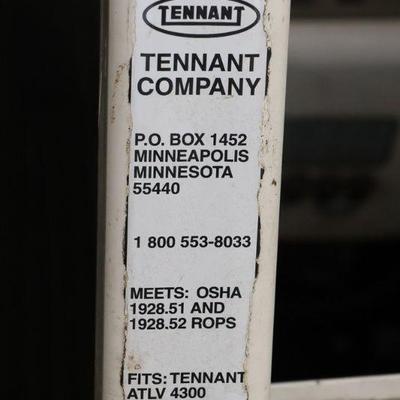 TENNANT
TENNANT
COMPANY
P.O. BOX 1452
MINNEAPOLIS
MINNESOTA
55440
1 800 553-8033
MEETS: OSHA
1928.51 AND
1928.52 ROPS
FITS: TENNANT
ATLV 4300